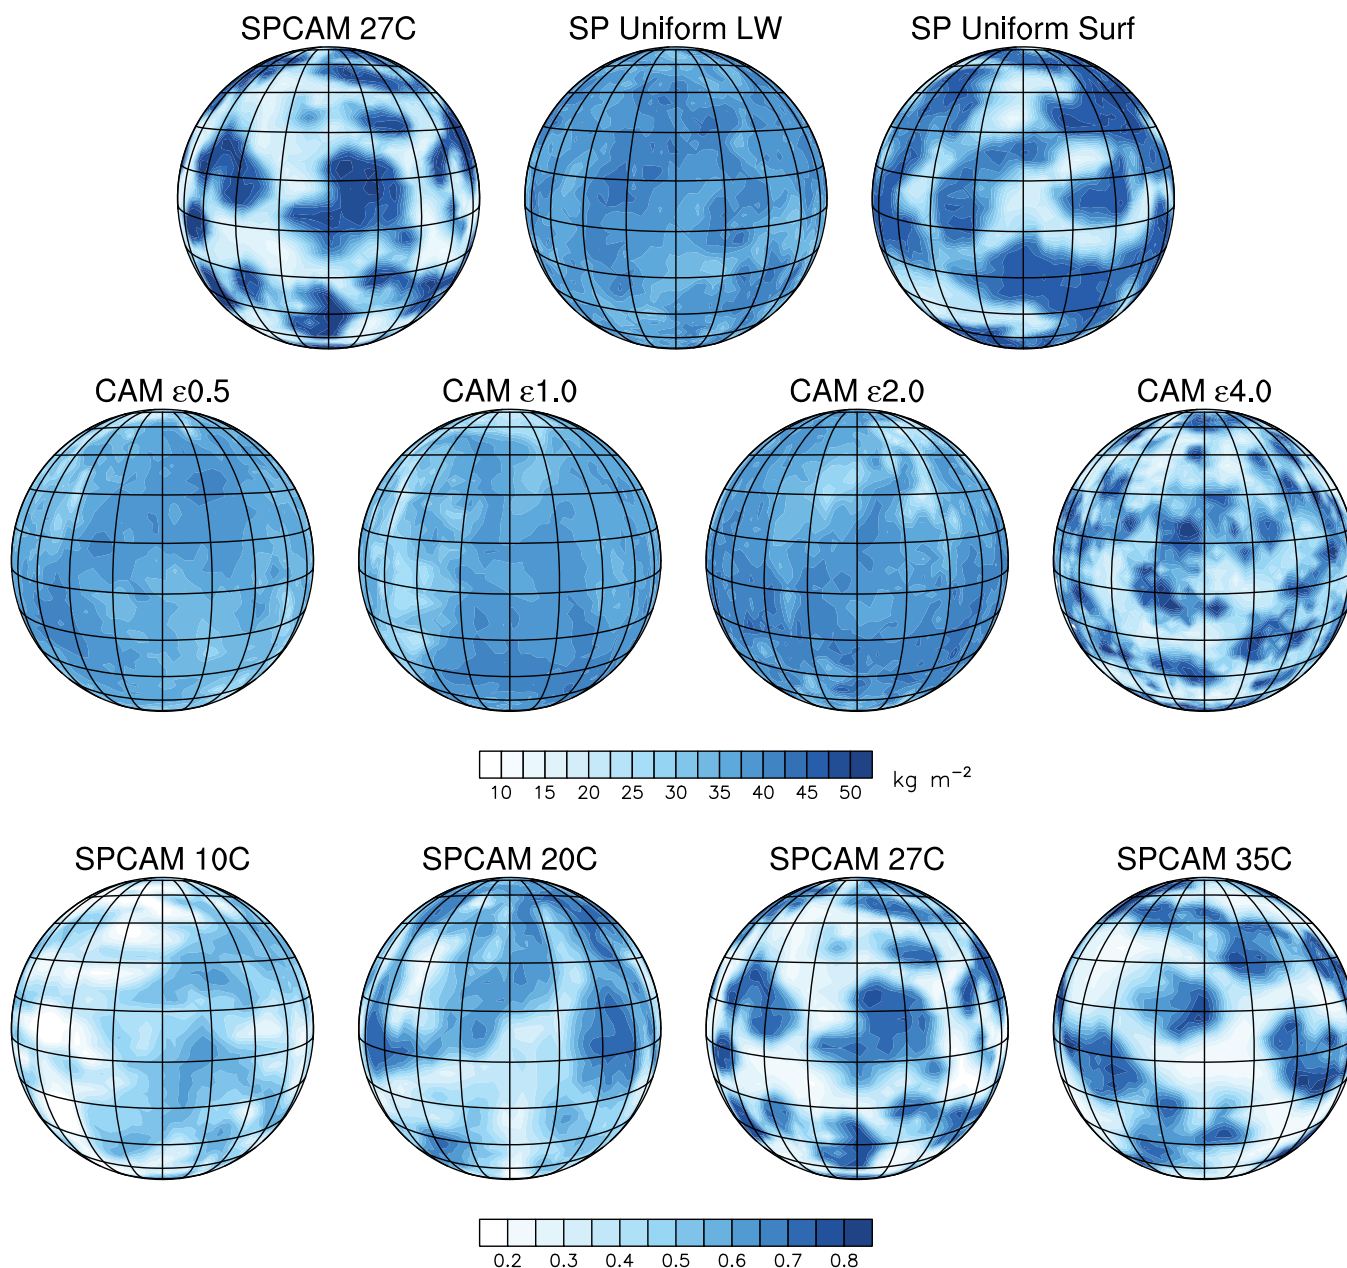 SPCAM 27C SP Uniform LW SP Uniform Surf
CAM ε0.5 CAM ε1.0 CAM ε2.0 CAM ε4.0
10 15 20 25 30 35 40 45 50 kg m⁻²
SPCAM 10C SPCAM 20C SPCAM 27C SPCAM 35C
0.2 0.3 0.4 0.5 0.6 0.7 0.8